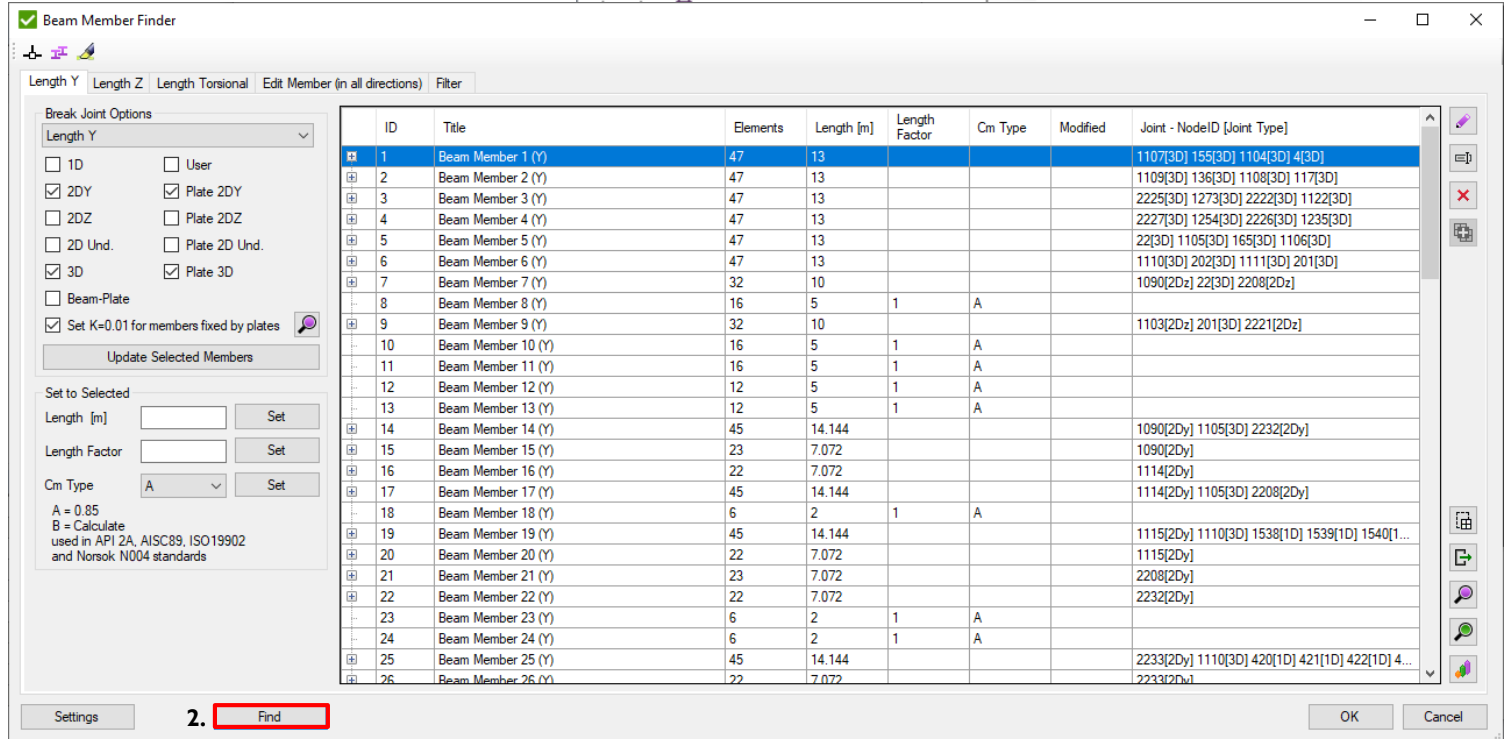 Beam Member Finder
Length Y Length Z Length Torsional Edit Member (in all directions) Filter
Break Joint Options
Length Y
1D User
2DY Plate 2DY
2DZ Plate 2DZ
2D Und. Plate 2D Und.
3D Plate 3D
Beam-Plate
Set K=0.01 for members fixed by plates
Update Selected Members
Set to Selected
Length [m] Set
Length Factor Set
Cm Type A Set
A = 0.85
B = Calculate
used in API 2A, AISC89, ISO19902
and Norsok N004 standards
ID Title Elements Length [m] Length Factor Cm Type Modified Joint - NodeID [Joint Type]
1 Beam Member 1 (Y) 47 13 1107[3D] 155[3D] 1104[3D] 4[3D]
2 Beam Member 2 (Y) 47 13 1109[3D] 136[3D] 1108[3D] 117[3D]
3 Beam Member 3 (Y) 47 13 2225[3D] 1273[3D] 2222[3D] 1122[3D]
4 Beam Member 4 (Y) 47 13 2227[3D] 1254[3D] 2226[3D] 1235[3D]
5 Beam Member 5 (Y) 47 13 22[3D] 1105[3D] 165[3D] 1106[3D]
6 Beam Member 6 (Y) 47 13 1110[3D] 202[3D] 1111[3D] 201[3D]
7 Beam Member 7 (Y) 32 10 1090[2Dz] 22[3D] 2208[2Dz]
8 Beam Member 8 (Y) 16 5 1 A
9 Beam Member 9 (Y) 32 10 1103[2Dz] 201[3D] 2221[2Dz]
10 Beam Member 10 (Y) 16 5 1 A
11 Beam Member 11 (Y) 16 5 1 A
12 Beam Member 12 (Y) 12 5 1 A
13 Beam Member 13 (Y) 12 5 1 A
14 Beam Member 14 (Y) 45 14.144 1090[2Dy] 1105[3D] 2232[2Dy]
15 Beam Member 15 (Y) 23 7.072 1090[2Dy]
16 Beam Member 16 (Y) 22 7.072 1114[2Dy]
17 Beam Member 17 (Y) 45 14.144 1114[2Dy] 1105[3D] 2208[2Dy]
18 Beam Member 18 (Y) 6 2 1 A
19 Beam Member 19 (Y) 45 14.144 1115[2Dy] 1110[3D] 1538[1D] 1539[1D] 1540[1...
20 Beam Member 20 (Y) 22 7.072 1115[2Dy]
21 Beam Member 21 (Y) 23 7.072 2208[2Dy]
22 Beam Member 22 (Y) 22 7.072 2232[2Dy]
23 Beam Member 23 (Y) 6 2 1 A
24 Beam Member 24 (Y) 6 2 1 A
25 Beam Member 25 (Y) 45 14.144 2233[2Dy] 1110[3D] 420[1D] 421[1D] 422[1D] 4...
26 Beam Member 26 (Y) 22 7.072 2233[2Dy]
Settings 2. Find OK Cancel